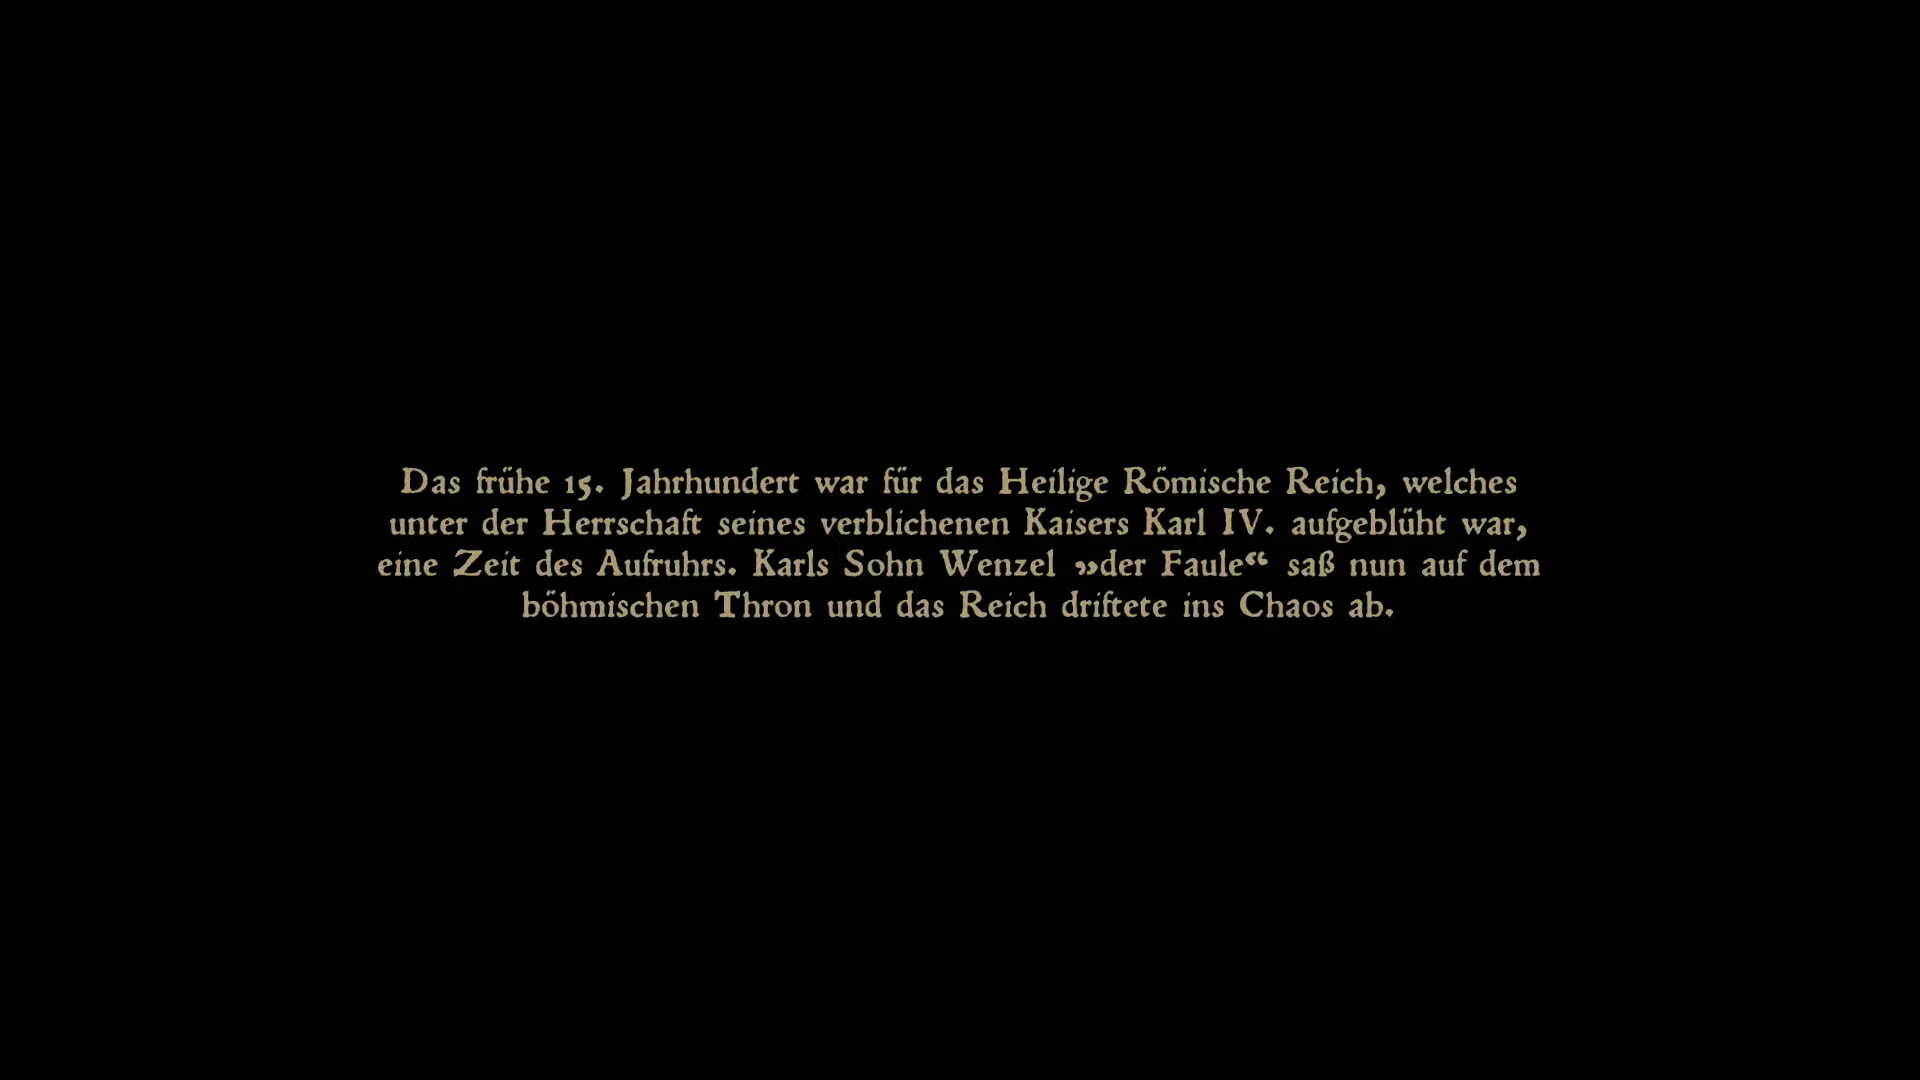 Das frühe 15. Jahrhundert war für das Heilige Römische Reich, welches
unter der Herrschaft seines verblichenen Kaisers Karl IV. aufgeblüht war,
eine Zeit des Aufruhrs. Karls Sohn Wenzel »der Faule“ saß nun auf dem
böhmischen Thron und das Reich driftete ins Chaos ab.